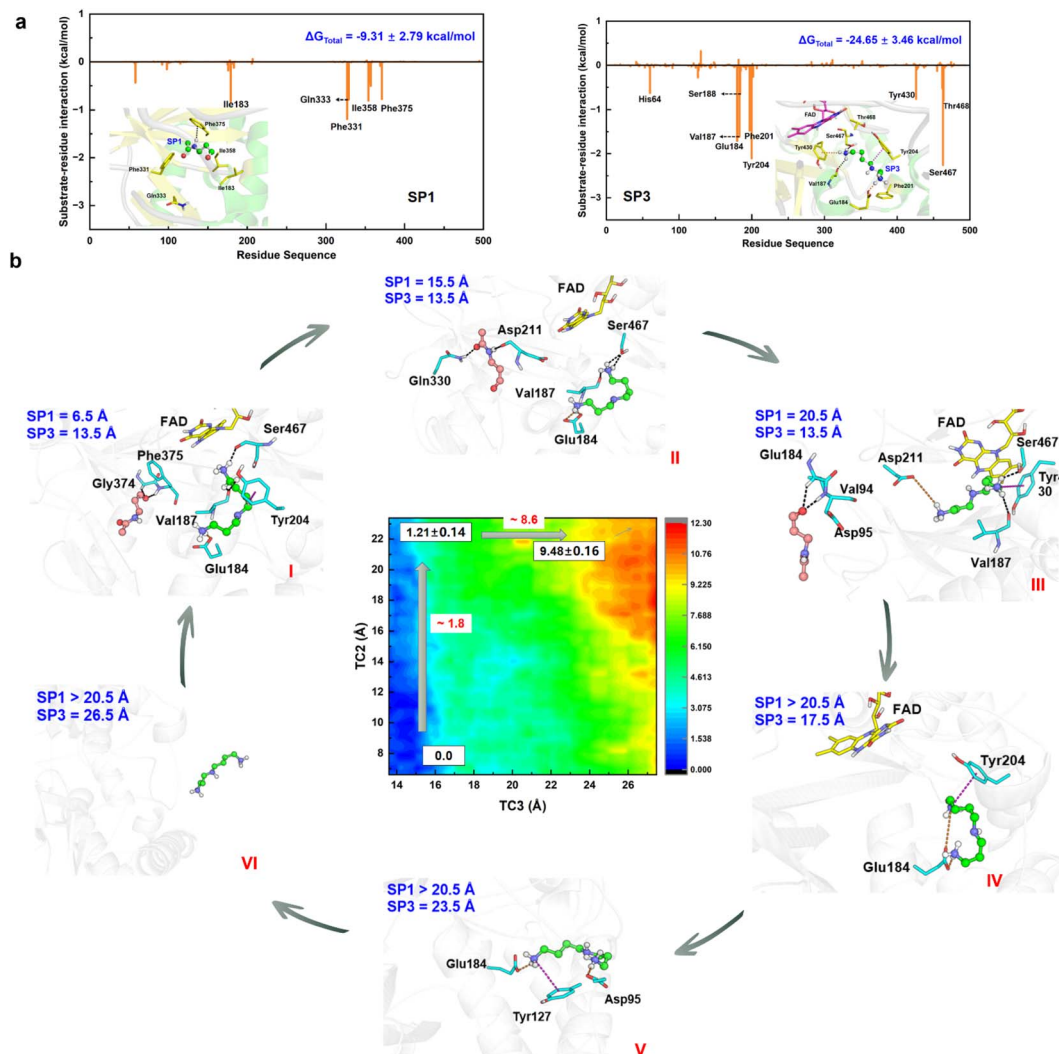 a
ΔG Total = -9.31 ± 2.79 kcal/mol
Substrate-residue interaction (kcal/mol)
1
0
−1
−2
−3
Ile183
Gln333
Ile358
Phe375
Phe331
Phe375
SP1
Phe331
Ile358
Ile183
Gln333
SP1
0 100 200 300 400 500
Residue Sequence
ΔG Total = -24.65 ± 3.46 kcal/mol
Substrate-residue interaction (kcal/mol)
1
0
−1
−2
−3
His64
Ser188
Val187
Glu184
Phe201
Tyr204
Tyr430
Thr468
Ser467
FAD
Thr468
Ser467
Tyr430
Tyr204
SP3
Val187
Phe201
Glu184
SP3
0 100 200 300 400 500
Residue Sequence
b
SP1 = 15.5 Å
SP3 = 13.5 Å
FAD
Asp211
Ser467
Gln330
Val187
Glu184
II
SP1 = 6.5 Å
SP3 = 13.5 Å
FAD
Ser467
Phe375
Gly374
Val187
Tyr204
Glu184
I
SP1 = 20.5 Å
SP3 = 13.5 Å
FAD
Glu184
Asp211
Ser467
Val94
Tyr4
30
Asp95
Val187
III
1.21±0.14
~ 8.6
9.48±0.16
~ 1.8
0.0
TC2 (Å)
22
20
18
16
14
12
10
8
14 16 18 20 22 24 26
TC3 (Å)
12.30
10.76
9.225
7.688
6.150
4.613
3.075
1.538
0.000
SP1 > 20.5 Å
SP3 = 17.5 Å
FAD
Tyr204
Glu184
IV
SP1 > 20.5 Å
SP3 = 26.5 Å
VI
SP1 > 20.5 Å
SP3 = 23.5 Å
Glu184
Asp95
Tyr127
V